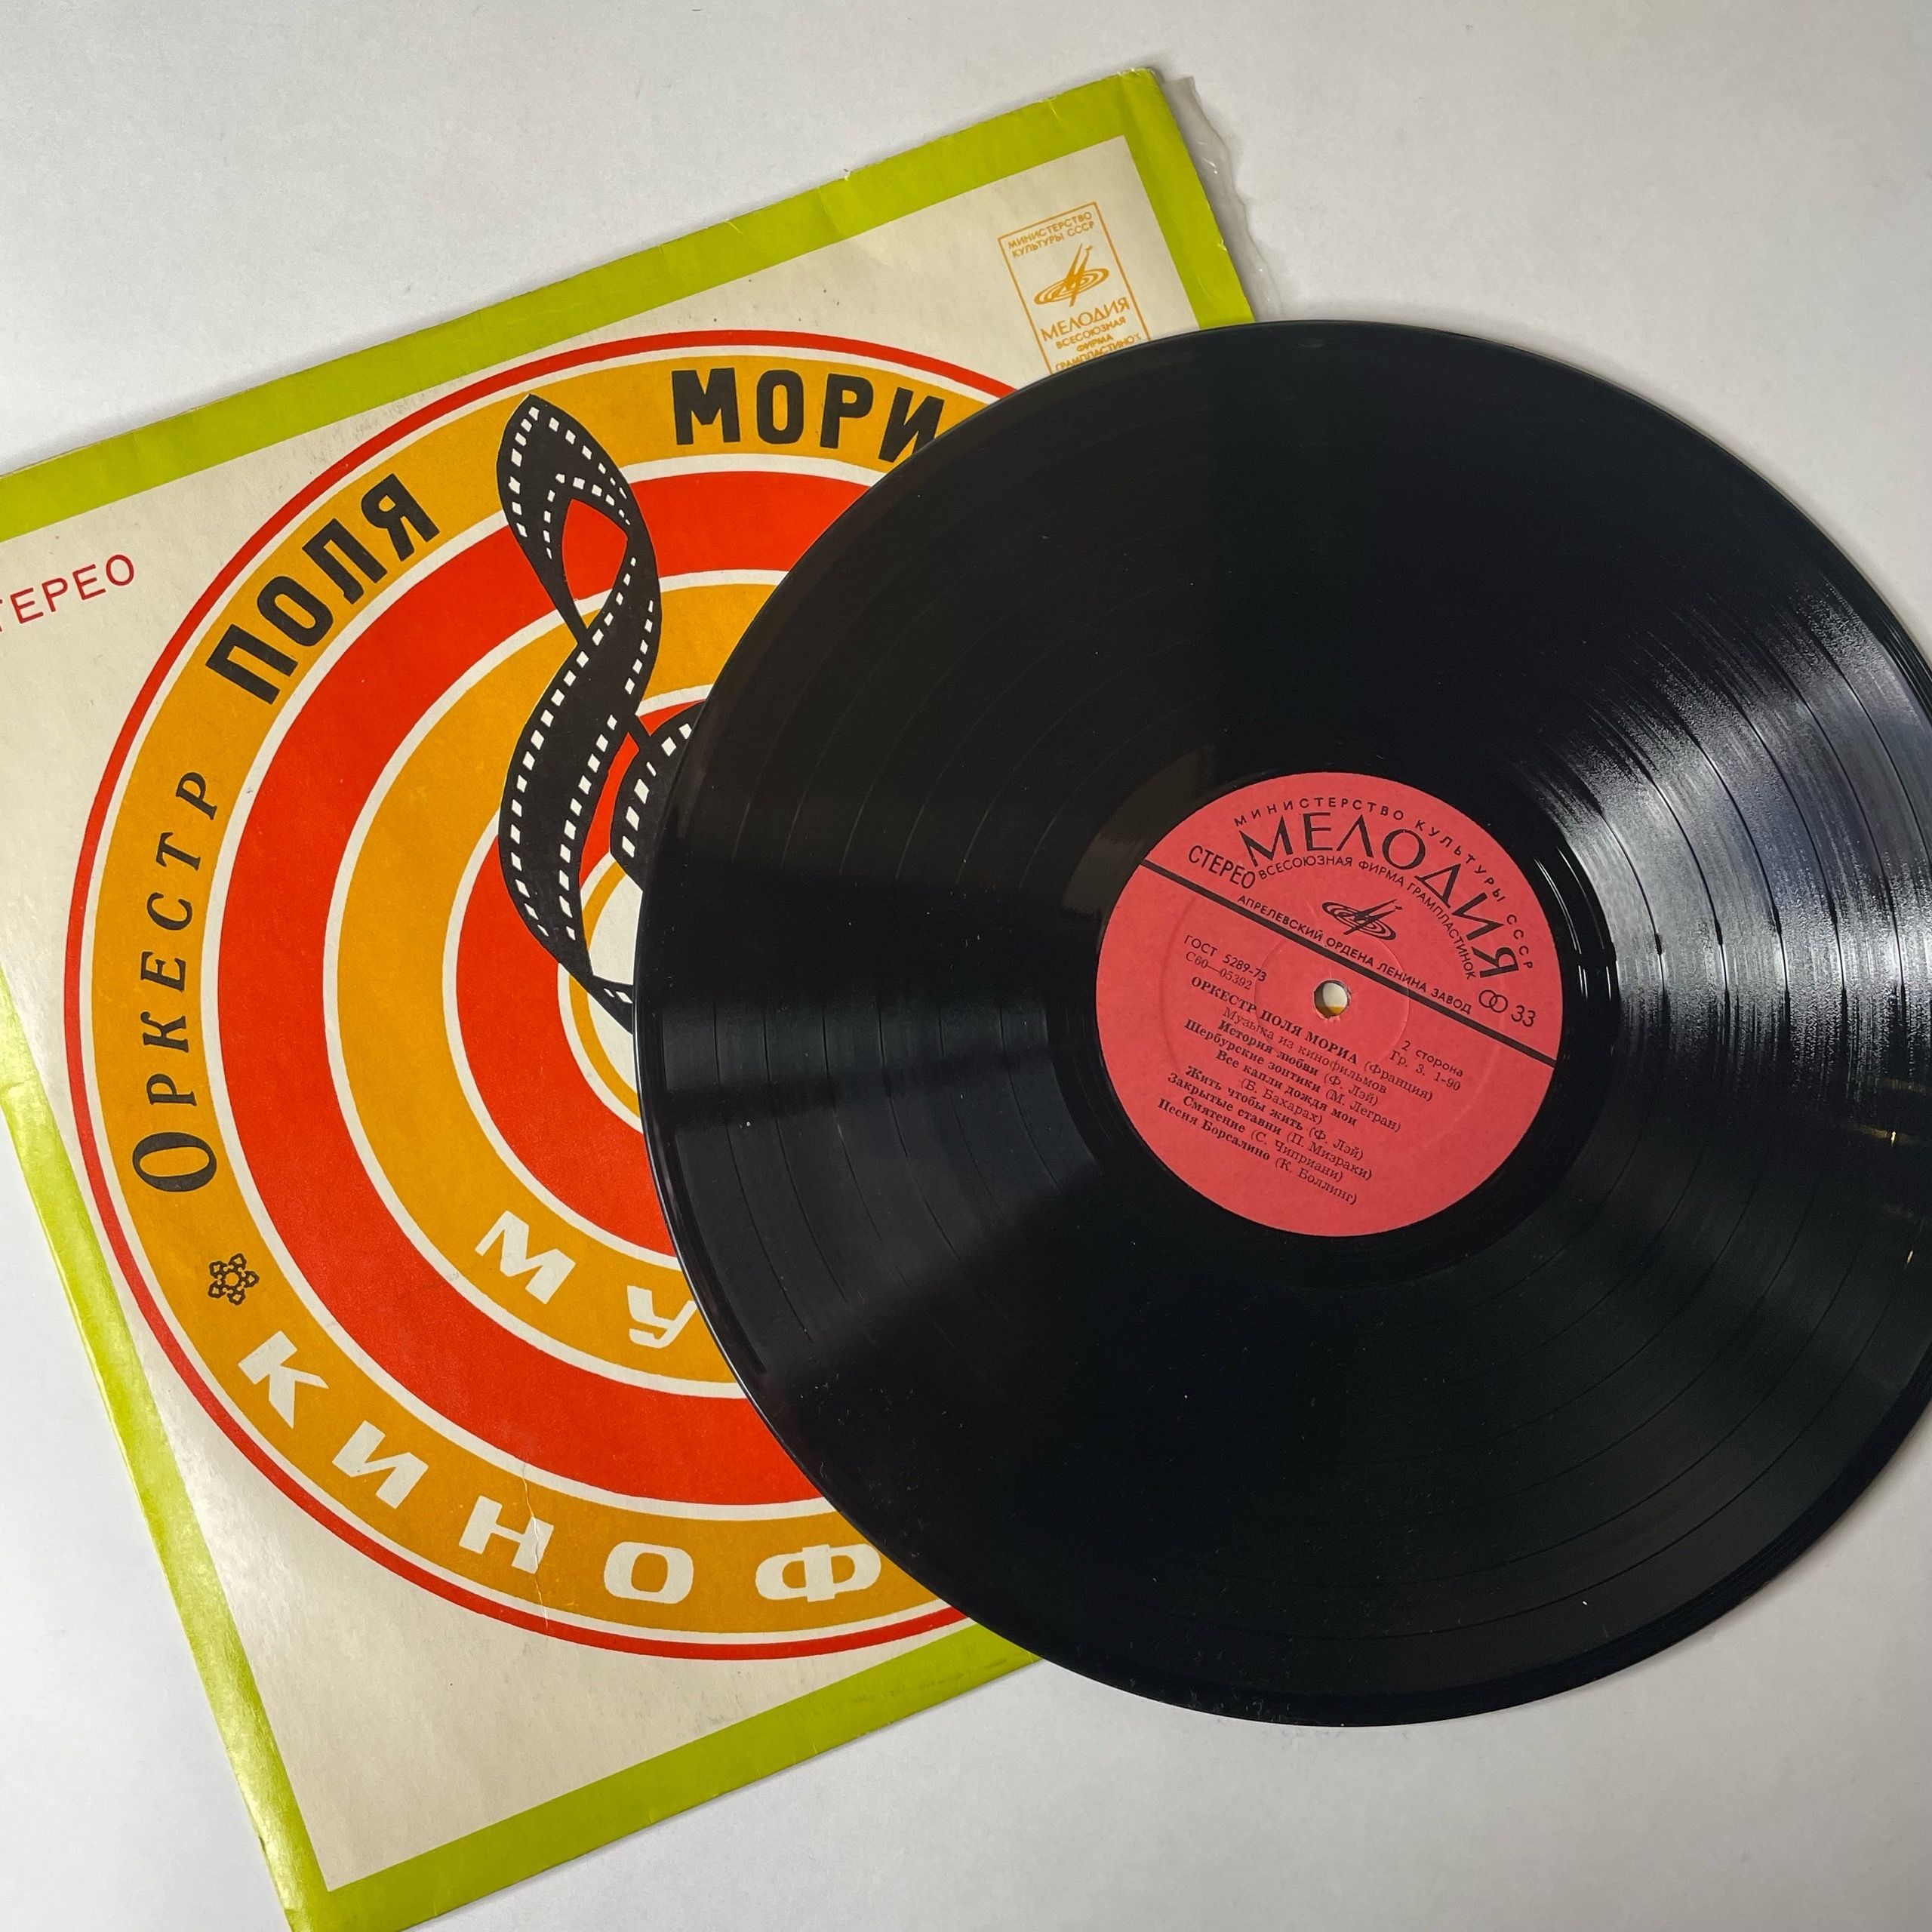 МИНИСТЕРСТВО
КУЛЬТУРЫ СССР
МЕЛОДИЯ
ВСЕСОЮЗНАЯ
ФИРМА
ГРАМПЛАСТИНОК
ТЕРЕО
ОРКЕСТР ПОЛЯ МОРИ
МУ
КИНОФ
МИНИСТЕРСТВО КУЛЬТУРЫ СССР
МЕЛОДИЯ
ВСЕСОЮЗНАЯ ФИРМА ГРАМПЛАСТИНОК
СТЕРЕО
АПРЕЛЕВСКИЙ ОРДЕНА ЛЕНИНА ЗАВОД
33
ГОСТ 5289-73
С60—05392
2 сторона
Гр. 3. 1-90
ОРКЕСТР ПОЛЯ МОРИА (Франция)
Музыка из кинофильмов
История любви (Ф. Лэй)
Шербурские зонтики (М. Легран)
Все капли дождя мои
(Б. Бахарах)
Жить чтобы жить (Ф. Лэй)
Закрытые ставни (П. Мизраки)
Смятение (С. Чиприани)
Песня Борсалино (К. Боллинг)